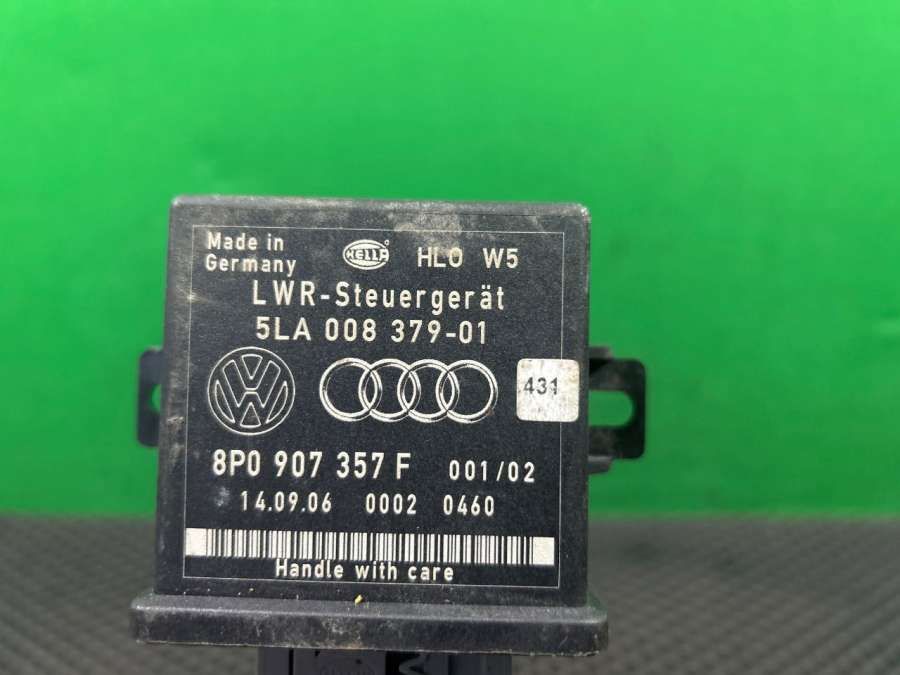 Made in
Germany
HELLA
HLO W5
LWR-Steuergerät
5LA 008 379-01
431
8P0 907 357 F 001/02
14.09.06 0002 0460
Handle with care